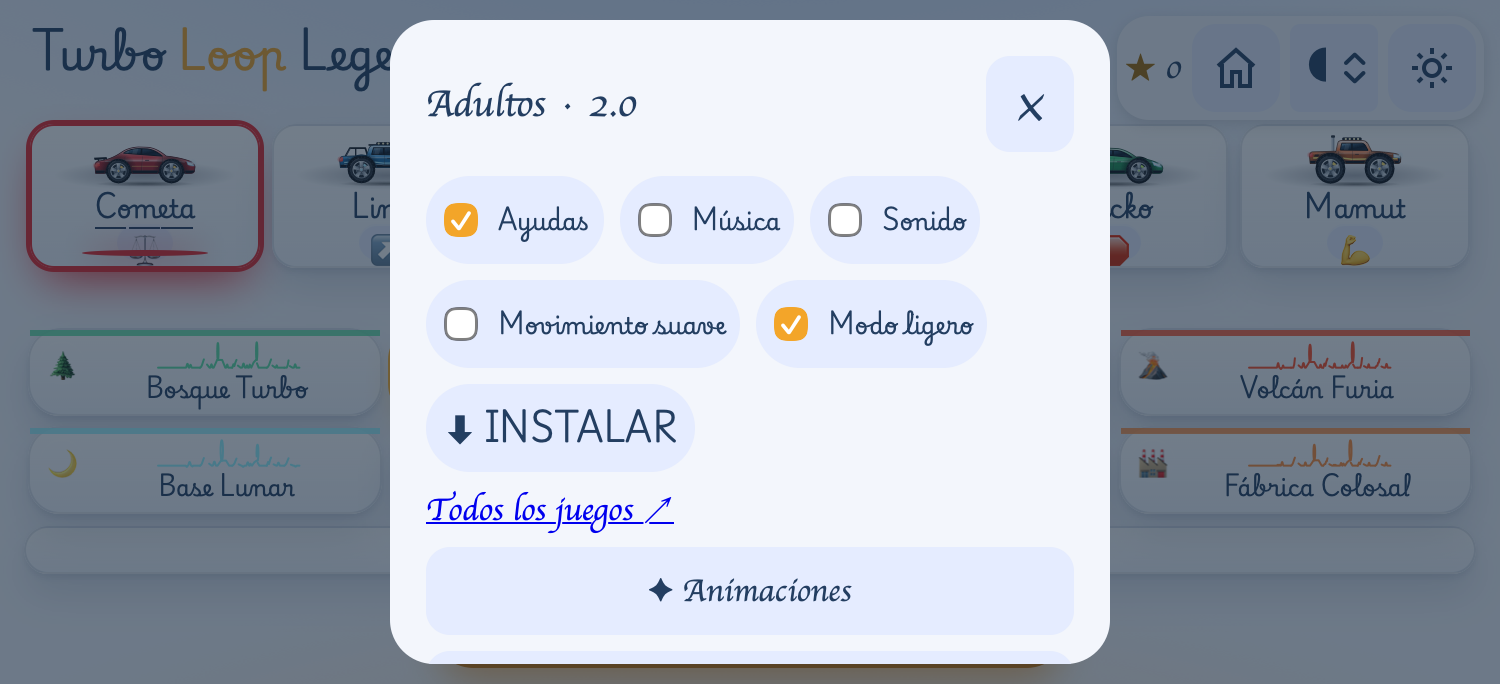 Turbo Loop Lege
★ 0
Adultos · 2.0
x
Cometa
Lin
cko
Mamut
Ayudas
Música
Sonido
Movimiento suave
Modo ligero
Bosque Turbo
Volcán Furia
⬇ INSTALAR
Base Lunar
Fábrica Colosal
Todos los juegos ↗
✦ Animaciones